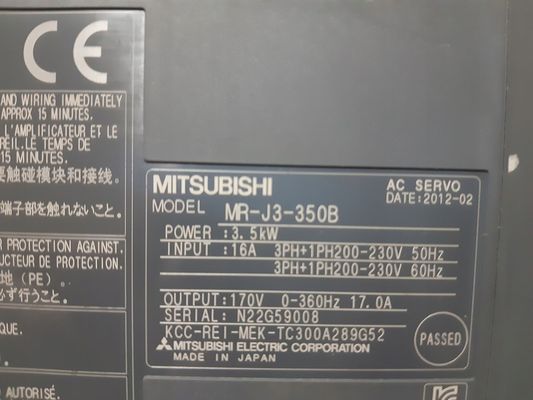 CE
AND WIRING IMMEDIATELY
APPROX 15 MINUTES.
L'AMPLIFICATEUR ET LE
REIL. LE TEMPS DE
15 MINUTES.
要触碰模块和接线。
端子部を触れないこと。
R PROTECTION AGAINST.
UCTEUR DE PROTECTION.
地 (PE) 。
必ず行うこと。
QUE.
N AUTORISÉ.
MITSUBISHI
AC SERVO
DATE:2012-02
MODEL MR-J3-350B
POWER :3.5kW
INPUT :16A 3PH+1PH200-230V 50Hz
3PH+1PH200-230V 60Hz
OUTPUT:170V 0-360Hz 17.0A
SERIAL: N22G59008
KCC-REI-MEK-TC300A289G52
MITSUBISHI ELECTRIC CORPORATION
MADE IN JAPAN
PASSED